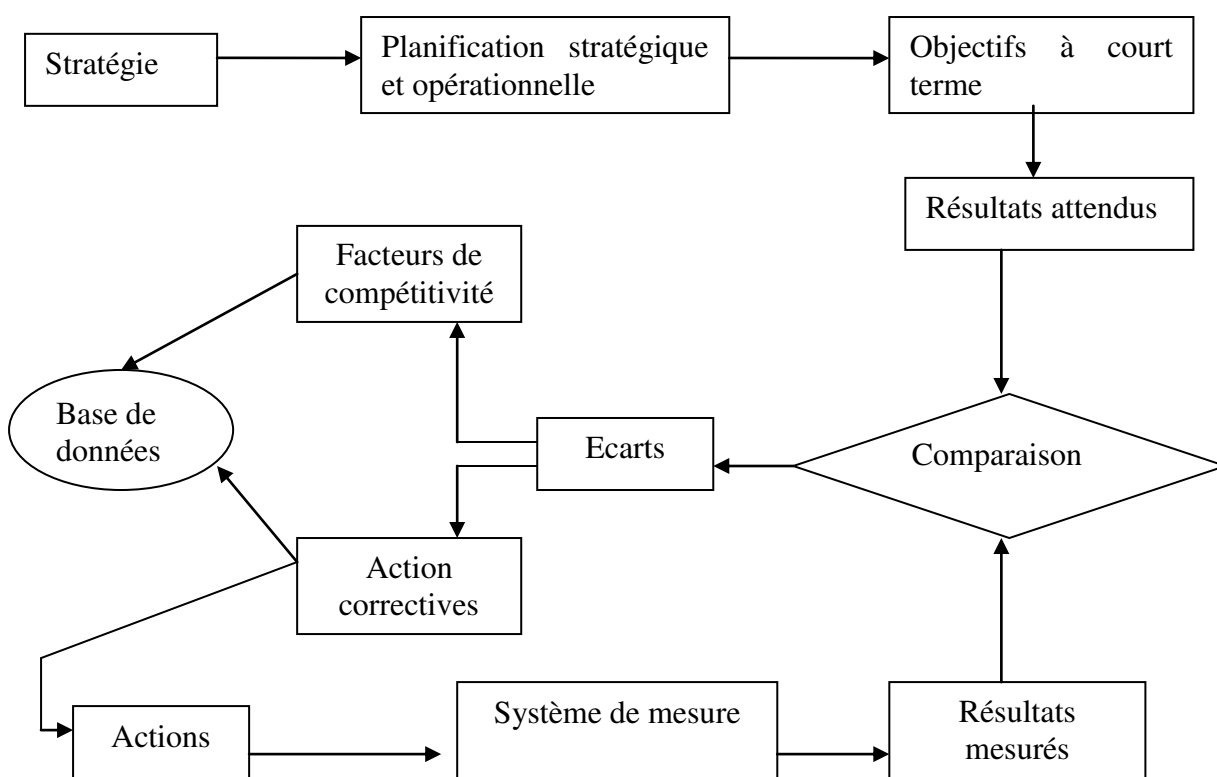 Stratégie
Planification stratégique
et opérationnelle
Objectifs à court
terme
Résultats attendus
Facteurs de
compétitivité
Base de
données
Ecarts
Comparaison
Action
correctives
Actions
Système de mesure
Résultats
mesurés